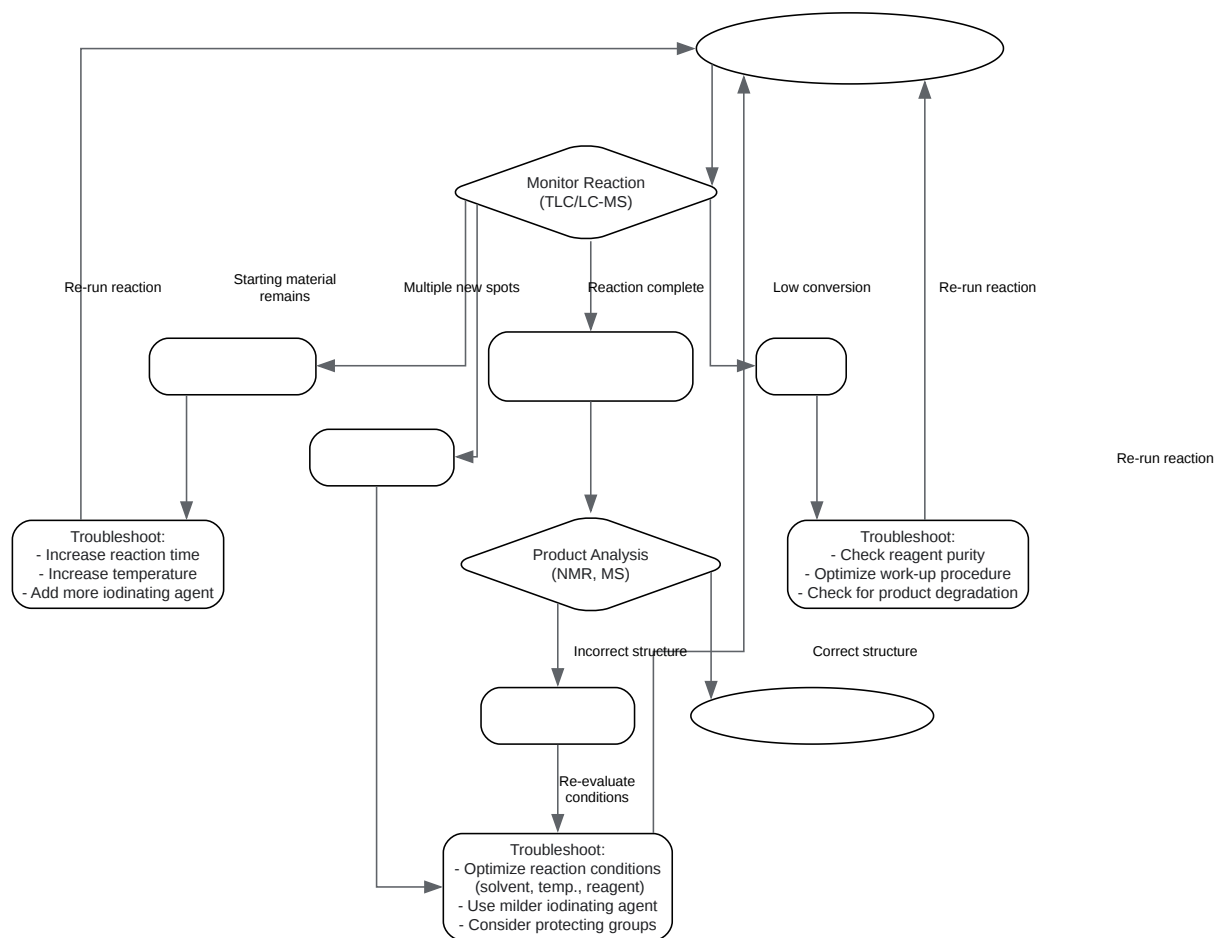 Monitor Reaction
(TLC/LC-MS)
Re-run reaction
Starting material
remains
Multiple new spots
Reaction complete
Low conversion
Re-run reaction
Re-run reaction
Troubleshoot:
- Increase reaction time
- Increase temperature
- Add more iodinating agent
Product Analysis
(NMR, MS)
Troubleshoot:
- Check reagent purity
- Optimize work-up procedure
- Check for product degradation
Incorrect structure
Correct structure
Re-evaluate
conditions
Troubleshoot:
- Optimize reaction conditions
(solvent, temp., reagent)
- Use milder iodinating agent
- Consider protecting groups